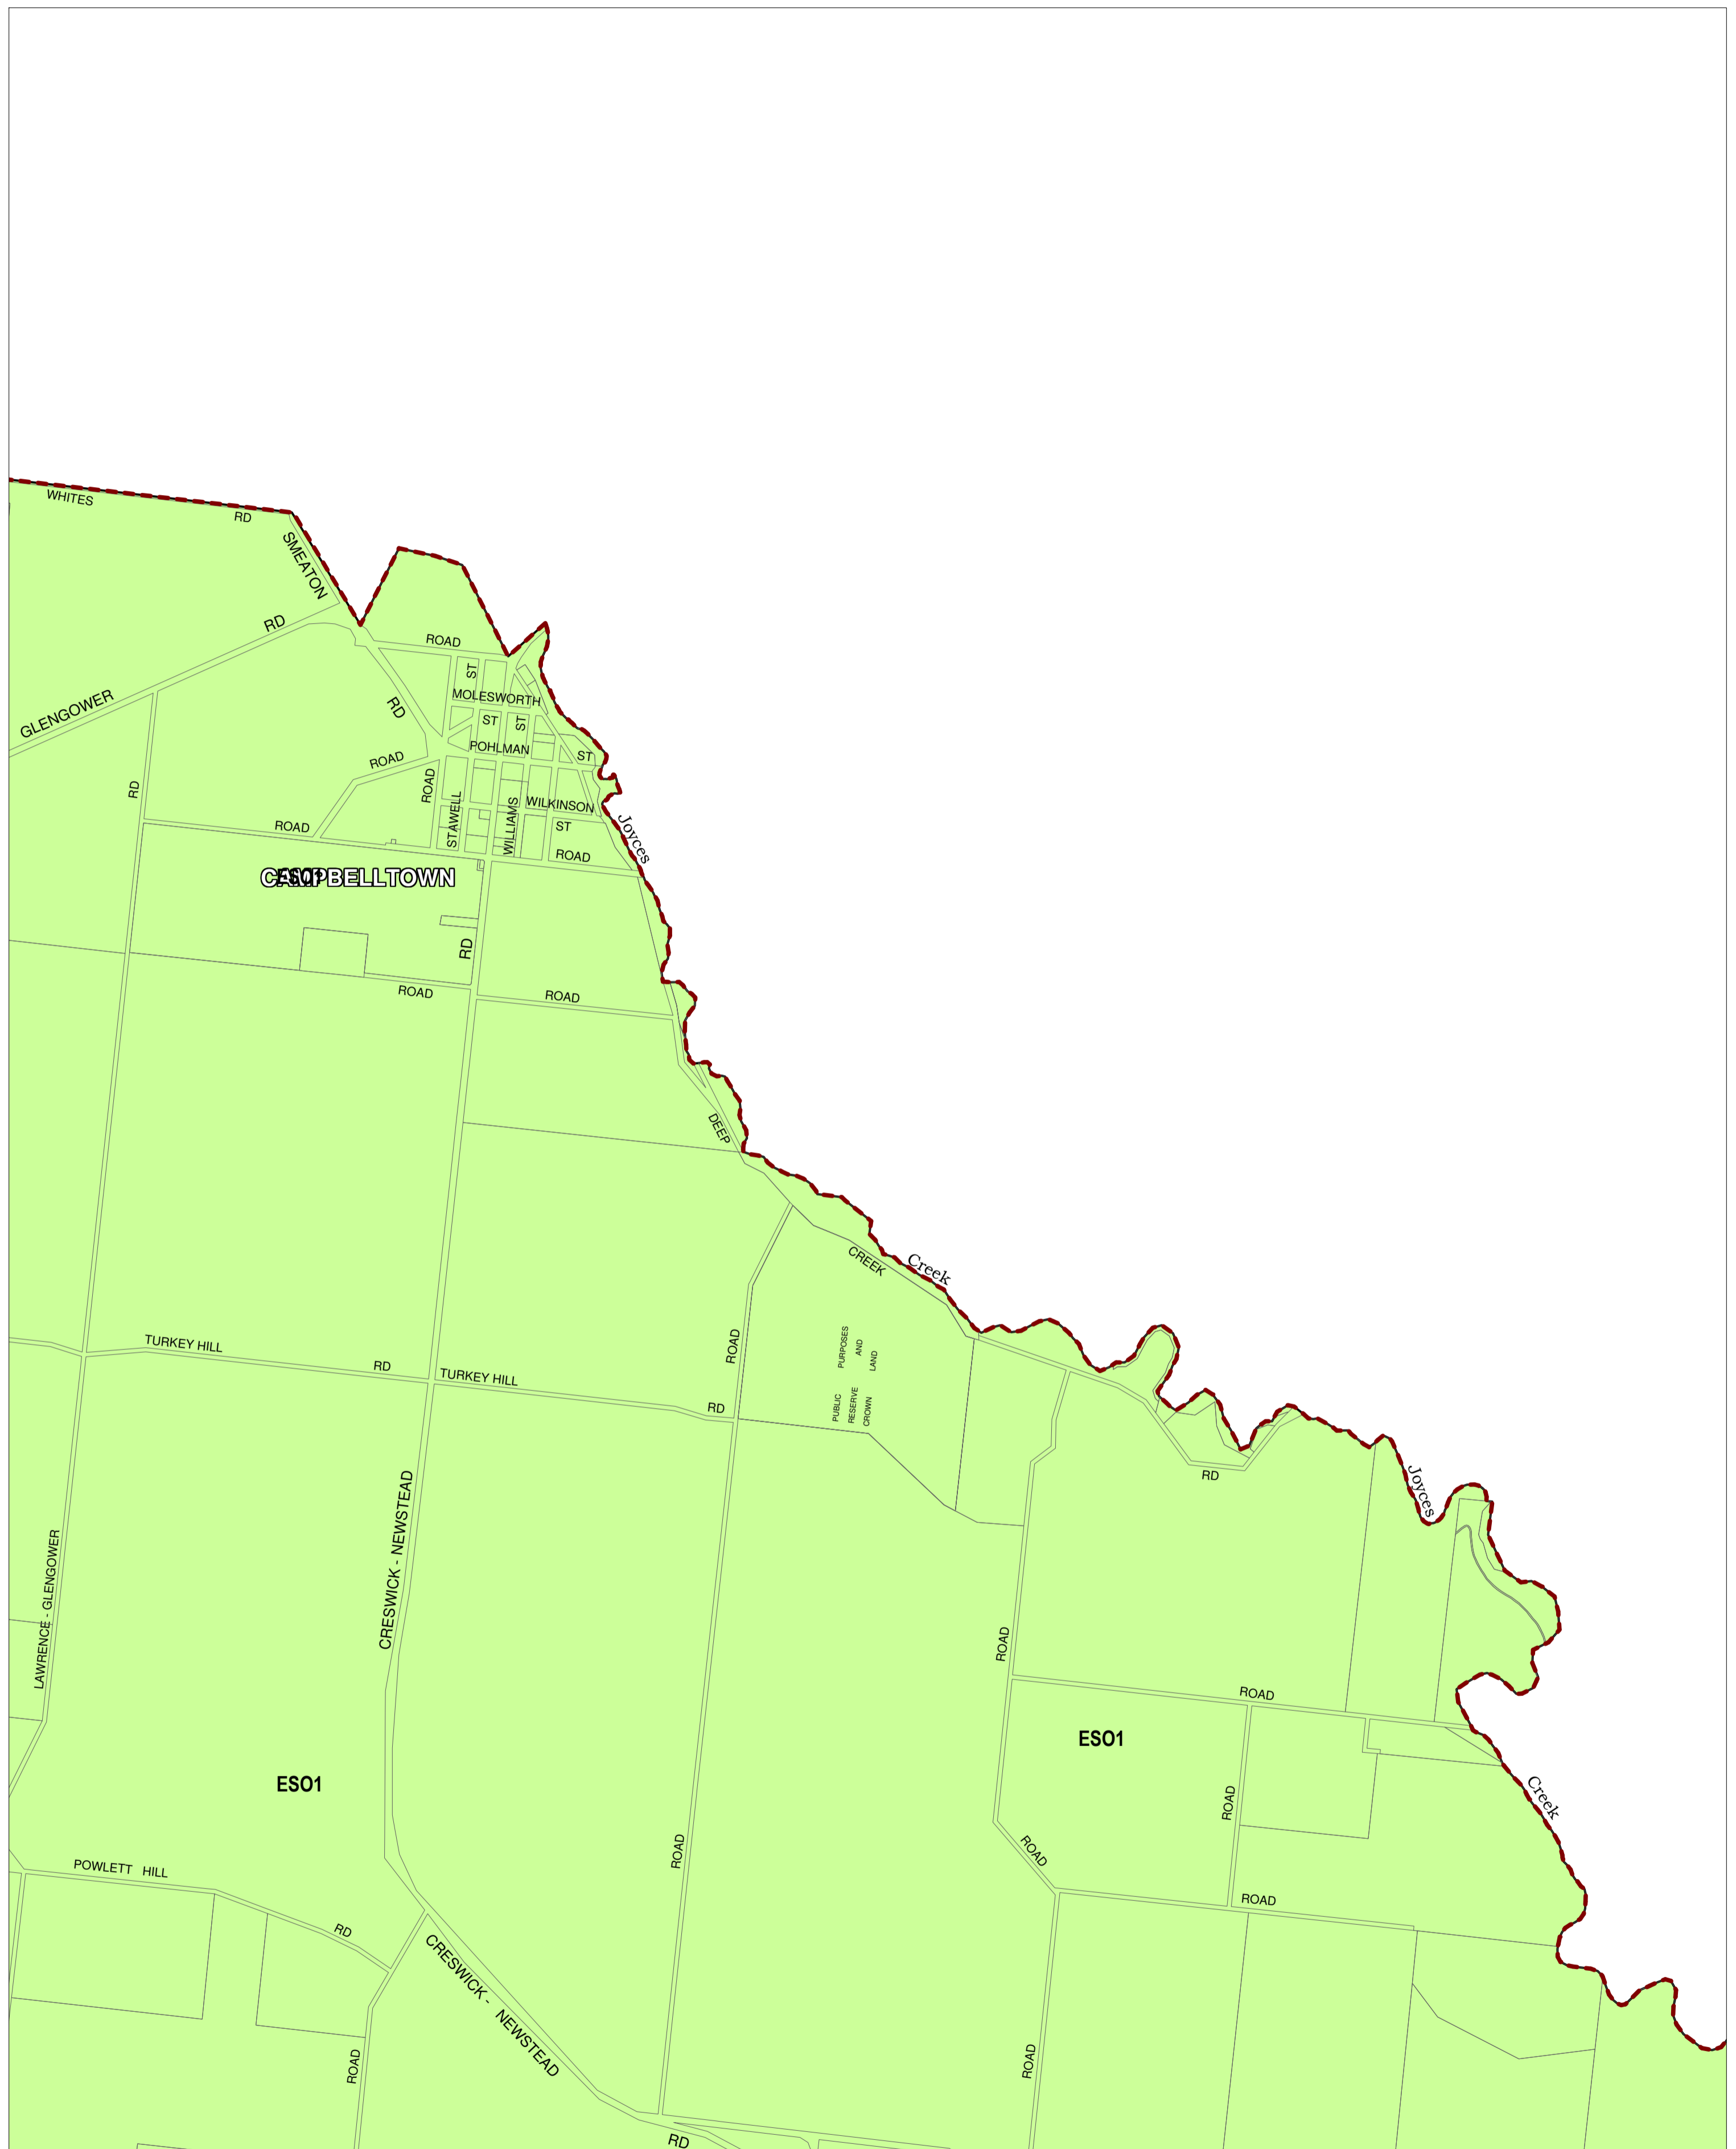 WHITES
RD
SMEATON
RD
GLENGOWER
ROAD
ST
MOLESWORTH
RD
ST
ST
POHLMAN
ST
ROAD
RD
ROAD
STAWELL
WILLIAMS
WILKINSON
ST
ROAD
ROAD
Joyces
CAMPBELLTOWN
ESO1
RD
ROAD
ROAD
DEEP
CREEK
Creek
TURKEY HILL
RD
TURKEY HILL
RD
ROAD
PUBLIC PURPOSES
RESERVE AND
CROWN LAND
RD
Joyces
CRESWICK - NEWSTEAD
LAWRENCE - GLENGOWER
ROAD
ROAD
ESO1
ESO1
Creek
ROAD
ROAD
ROAD
POWLETT HILL
RD
ROAD
CRESWICK - NEWSTEAD
ROAD
ROAD
RD